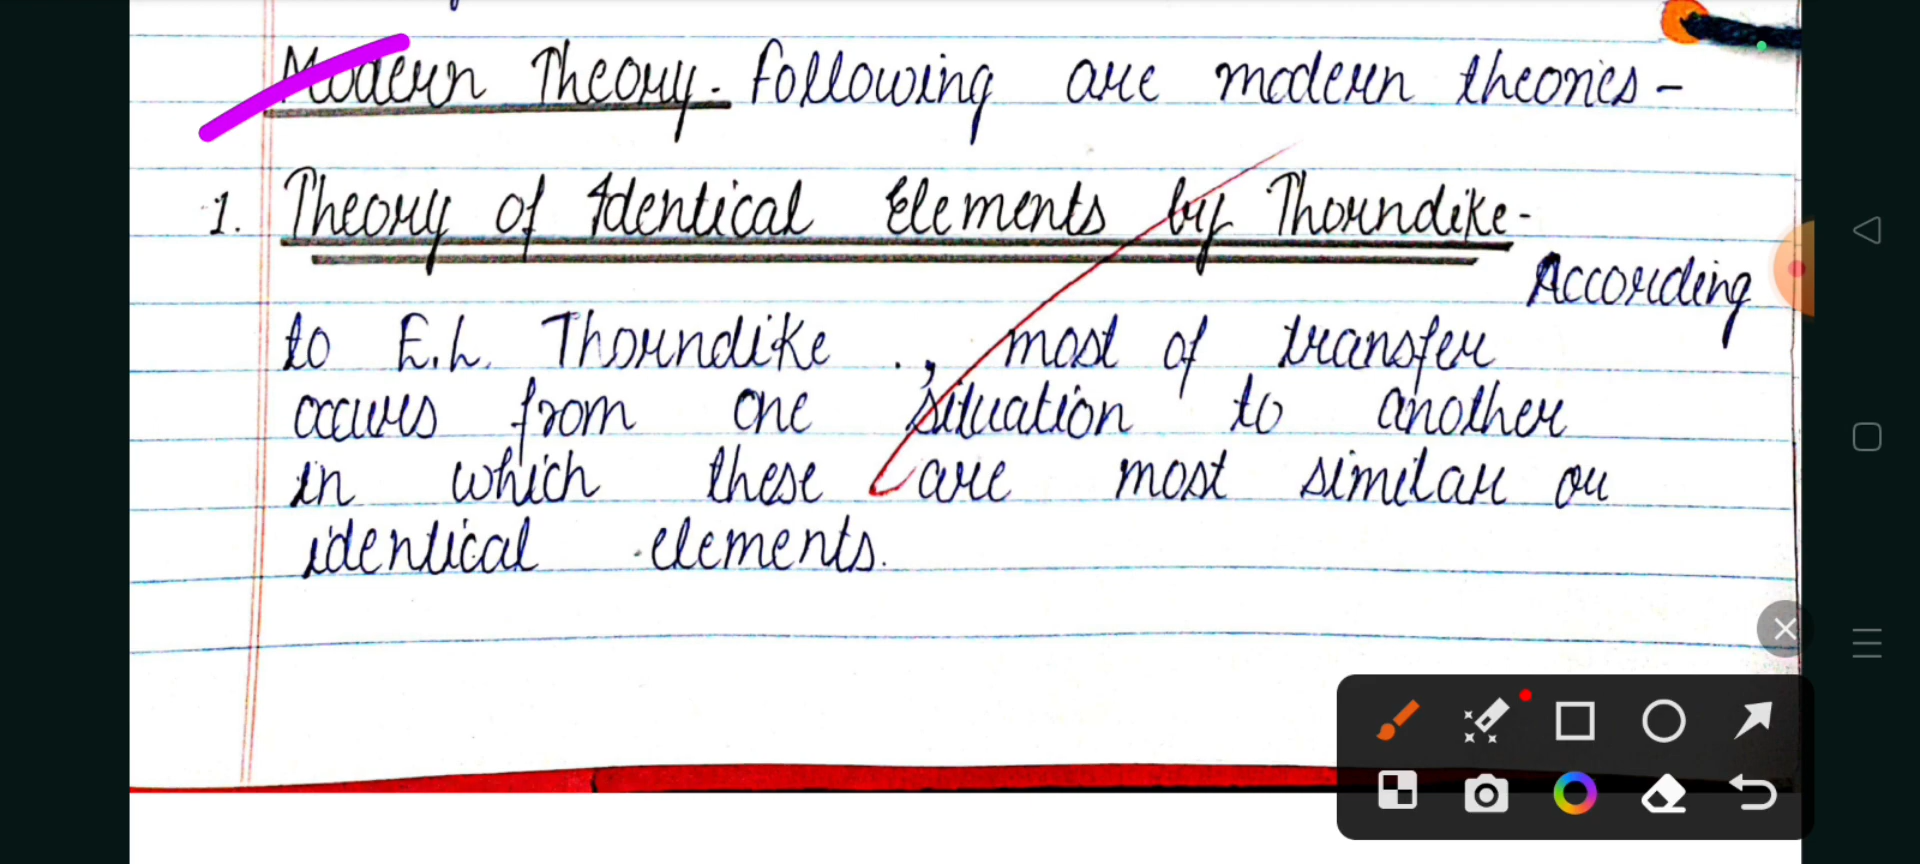 Modern Theory. Following are modern theories -
1. Theory of Identical Elements by Thorndike-
According
to E.L. Thorndike ., most of transfer
occurs from one situation to another
in which these are most similar or
identical elements.